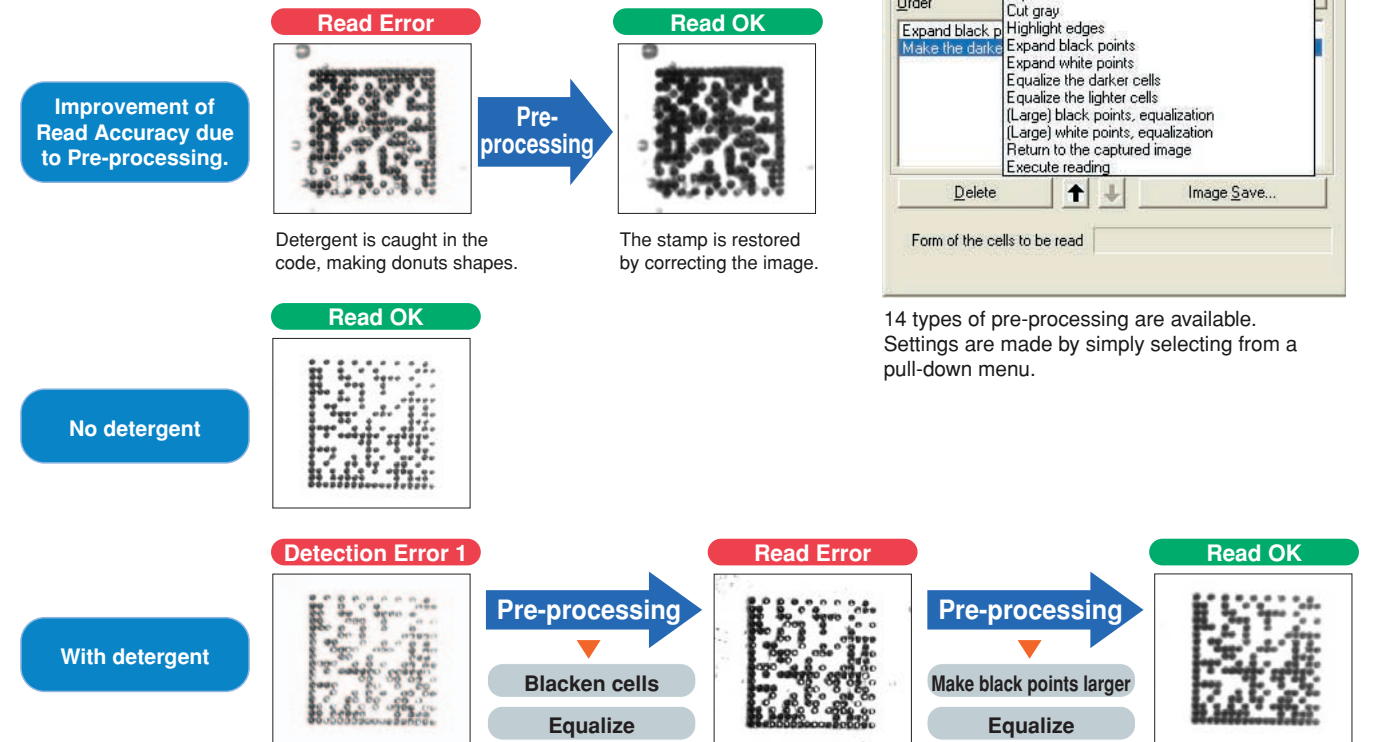 Improvement of
Read Accuracy due
to Pre-processing.
Read Error
Pre-
processing
Read OK
Detergent is caught in the
code, making donuts shapes.
The stamp is restored
by correcting the image.
Order
Expand black p
Make the darke
Cut gray
Highlight edges
Expand black points
Expand white points
Equalize the darker cells
Equalize the lighter cells
(Large) black points, equalization
(Large) white points, equalization
Return to the captured image
Execute reading
Delete
Image Save...
Form of the cells to be read
14 types of pre-processing are available.
Settings are made by simply selecting from a
pull-down menu.
No detergent
Read OK
With detergent
Detection Error 1
Pre-processing
Blacken cells
Equalize
Read Error
Pre-processing
Make black points larger
Equalize
Read OK